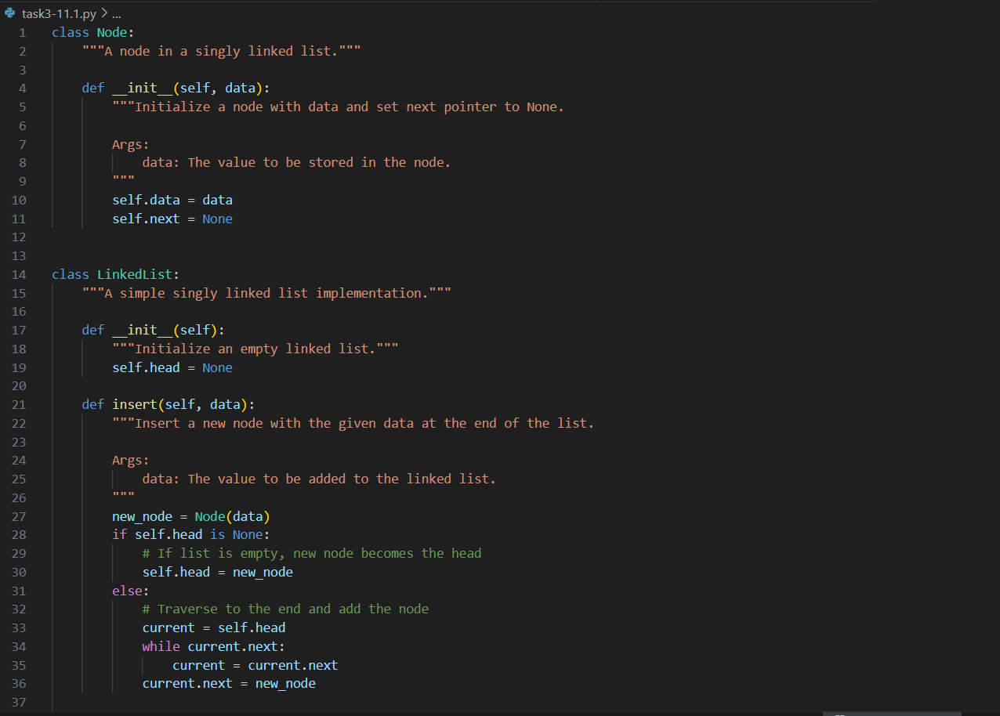 task3-11.1.py > ...
1 class Node:
2     """A node in a singly linked list."""
3
4     def __init__(self, data):
5         """Initialize a node with data and set next pointer to None.
6
7         Args:
8             data: The value to be stored in the node.
9         """
10         self.data = data
11         self.next = None
12
13
14 class LinkedList:
15     """A simple singly linked list implementation."""
16
17     def __init__(self):
18         """Initialize an empty linked list."""
19         self.head = None
20
21     def insert(self, data):
22         """Insert a new node with the given data at the end of the list.
23
24         Args:
25             data: The value to be added to the linked list.
26         """
27         new_node = Node(data)
28         if self.head is None:
29             # If list is empty, new node becomes the head
30             self.head = new_node
31         else:
32             # Traverse to the end and add the node
33             current = self.head
34             while current.next:
35                 current = current.next
36             current.next = new_node
37